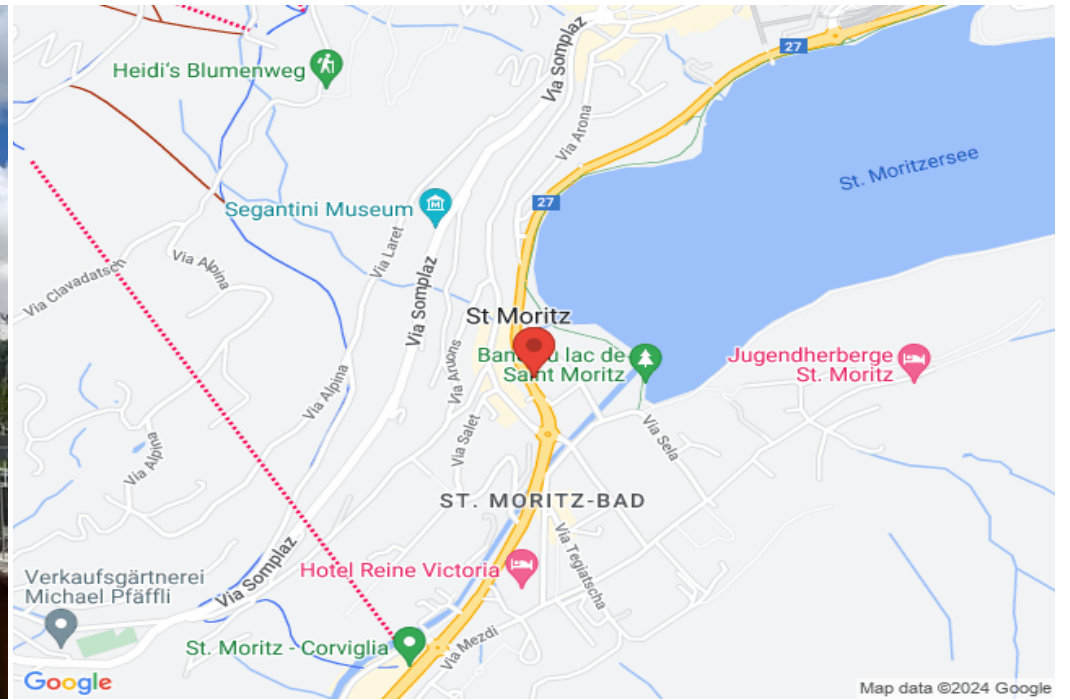 Via Somplaz
27
Heidi's Blumenweg
Via Arona
St. Moritzersee
27
Segantini Museum
Via Laret
Via Alpina
Via Clavadatsch
Via Somplaz
St Moritz
Lac de
Saint Moritz
Jugendherberge
St. Moritz
Via Aruons
Via Alpina
Via Salet
Via Sela
Via Alpina
ST. MORITZ-BAD
Via Tegiatscha
Hotel Reine Victoria
Via Somplaz
Verkaufsgärtnerei
Michael Pfäffli
St. Moritz - Corviglia
Via Mezdi
Google
Map data ©2024 Google